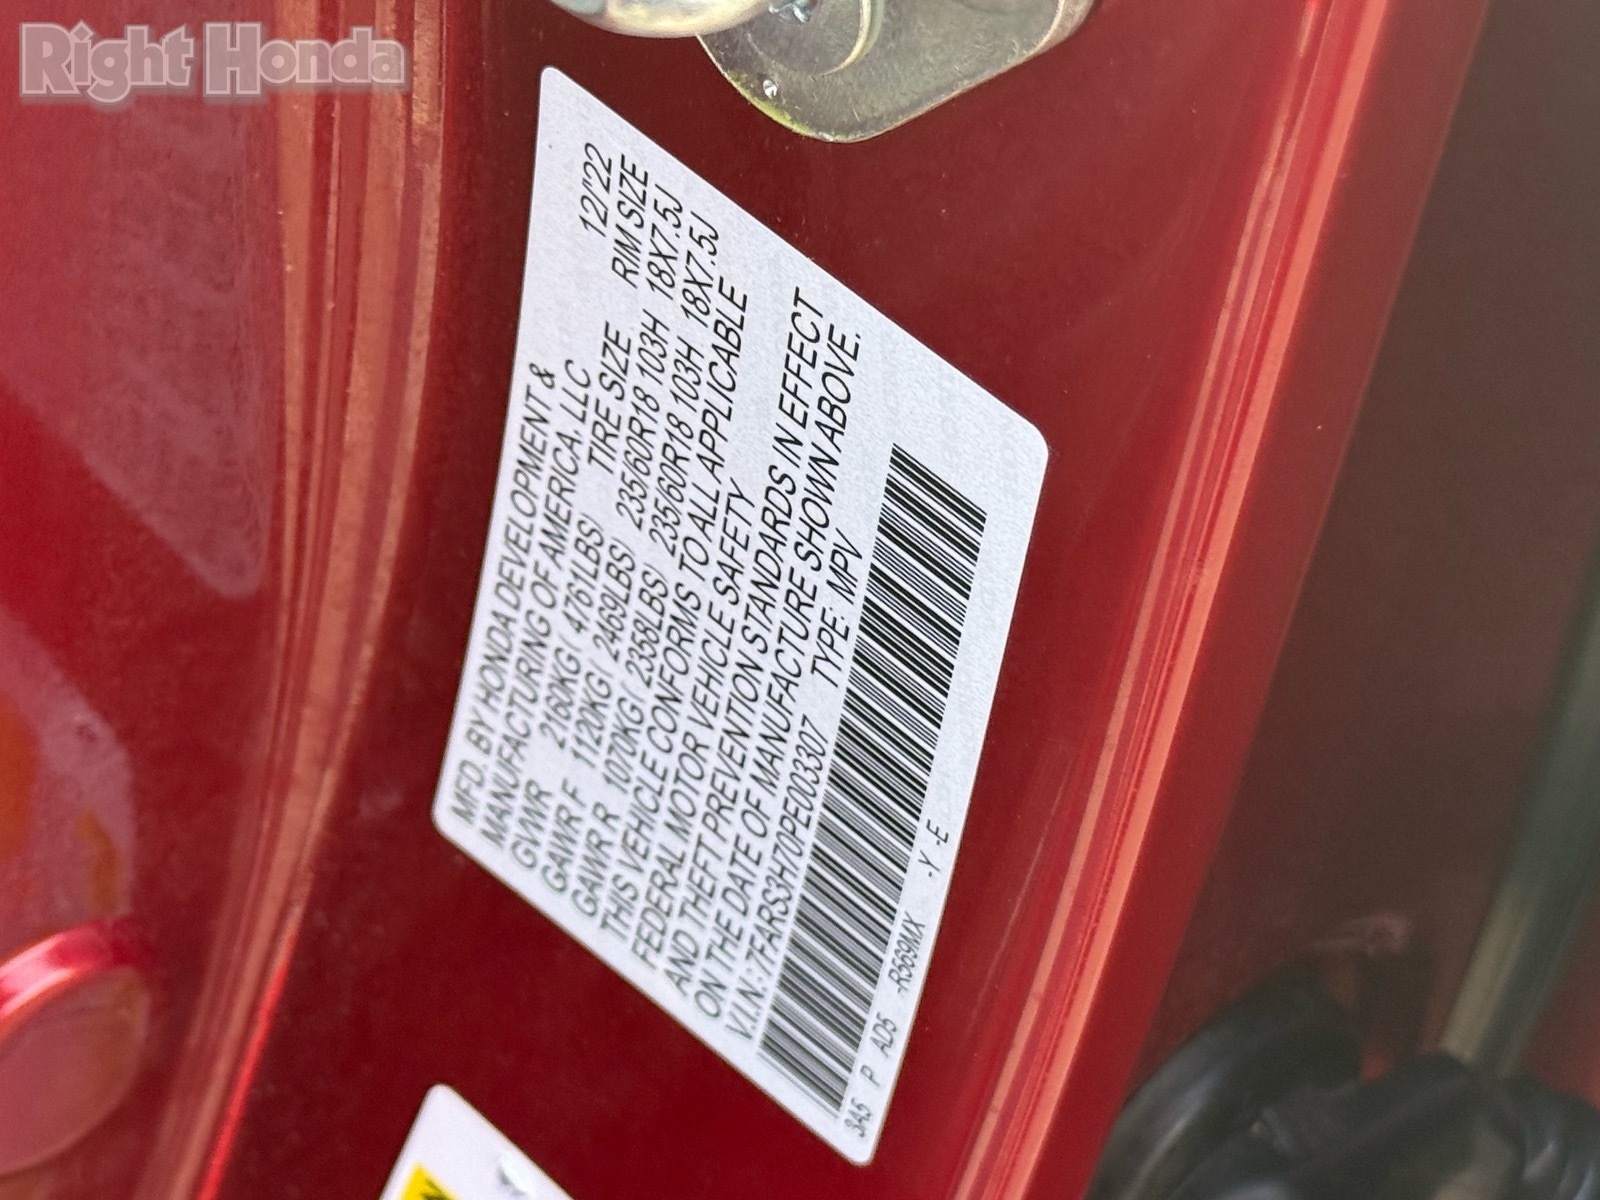 Right Honda
MFD. BY HONDA DEVELOPMENT &
MANUFACTURING OF AMERICA, LLC 12/'22
GVWR 2160KG( 4761LBS) TIRE SIZE RIM SIZE
GAWR F 1120KG( 2469LBS) 235/60R18 103H 18X7.5J
GAWR R 1070KG( 2358LBS) 235/60R18 103H 18X7.5J
THIS VEHICLE CONFORMS TO ALL APPLICABLE
FEDERAL MOTOR VEHICLE SAFETY
AND THEFT PREVENTION STANDARDS IN EFFECT
ON THE DATE OF MANUFACTURE SHOWN ABOVE.
V.I.N.: 7FARS3H70PE003307 TYPE: MPV
3A5 P AD5 -R569MX -Y -E